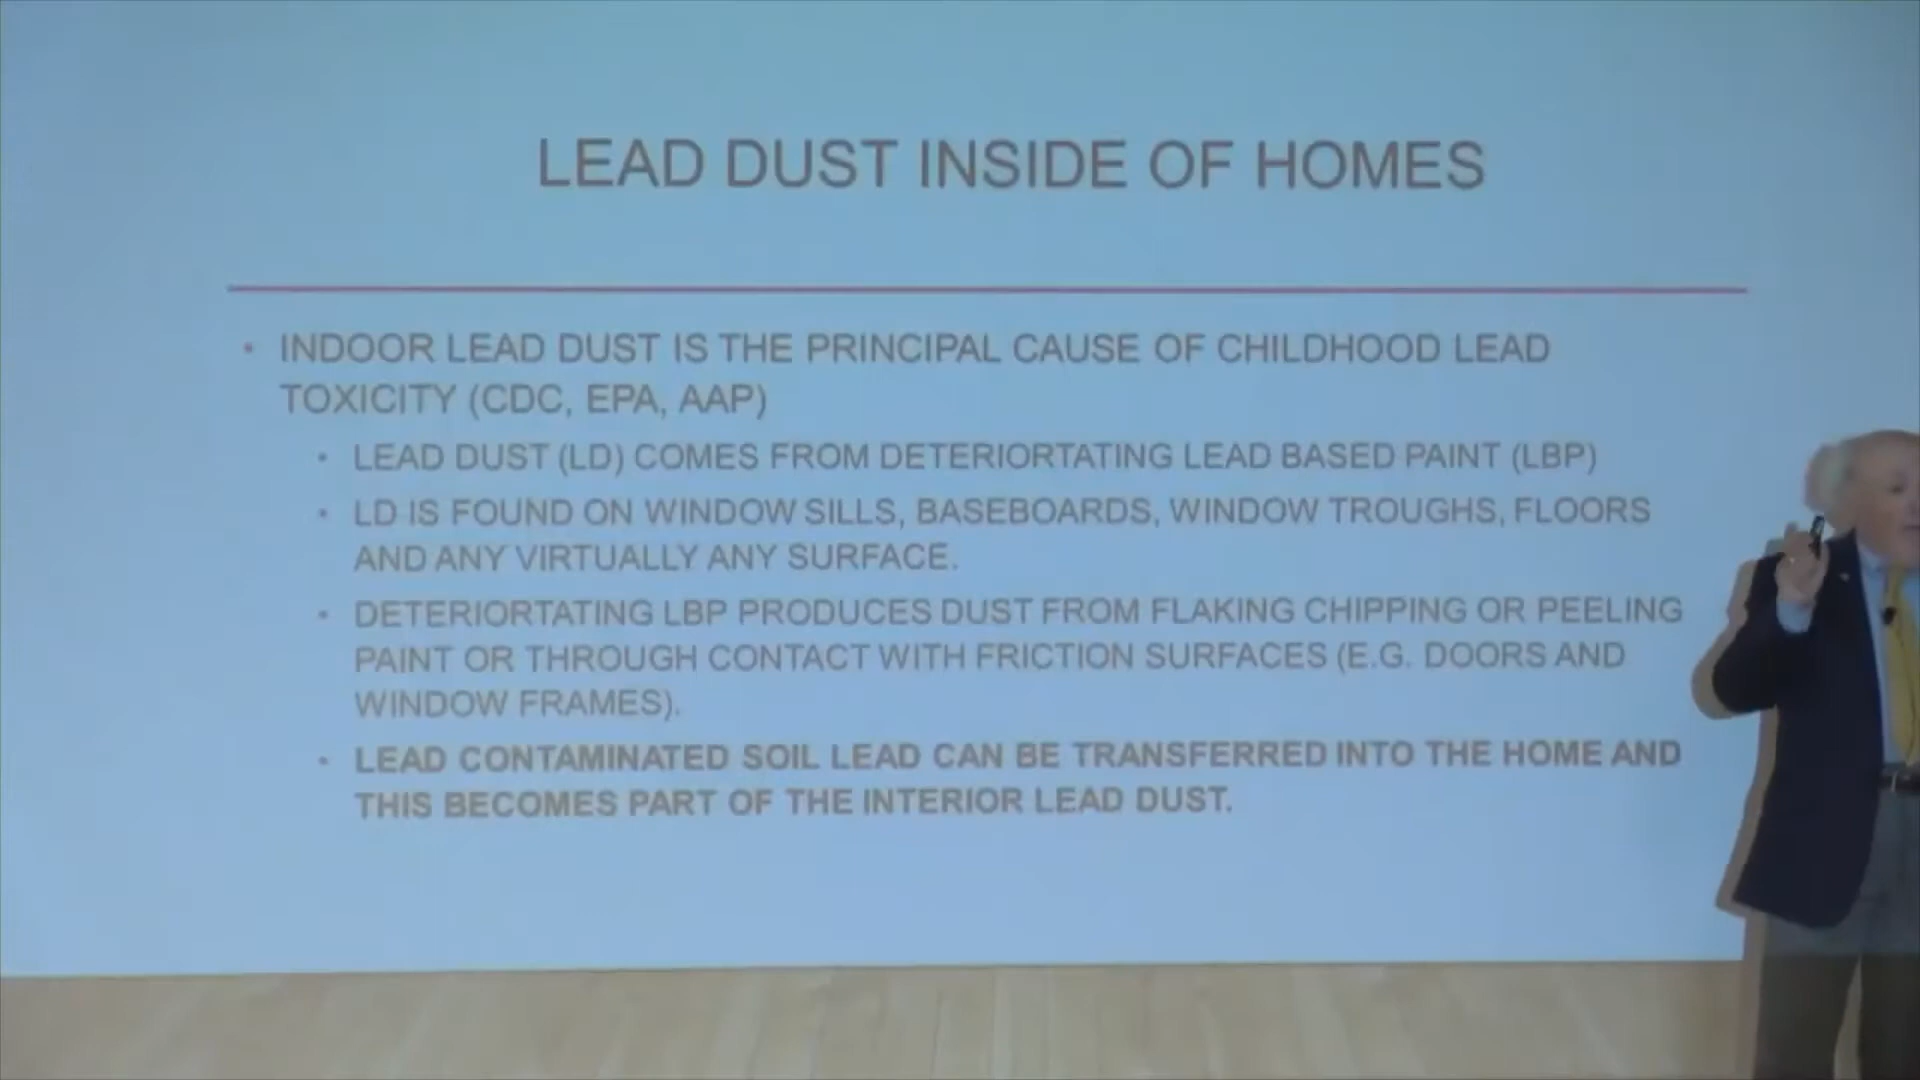 LEAD DUST INSIDE OF HOMES
• INDOOR LEAD DUST IS THE PRINCIPAL CAUSE OF CHILDHOOD LEAD
TOXICITY (CDC, EPA, AAP)
• LEAD DUST (LD) COMES FROM DETERIORTATING LEAD BASED PAINT (LBP)
• LD IS FOUND ON WINDOW SILLS, BASEBOARDS, WINDOW TROUGHS, FLOORS
AND ANY VIRTUALLY ANY SURFACE.
• DETERIORTATING LBP PRODUCES DUST FROM FLAKING CHIPPING OR PEELING
PAINT OR THROUGH CONTACT WITH FRICTION SURFACES (E.G. DOORS AND
WINDOW FRAMES).
• LEAD CONTAMINATED SOIL LEAD CAN BE TRANSFERRED INTO THE HOME AND
THIS BECOMES PART OF THE INTERIOR LEAD DUST.